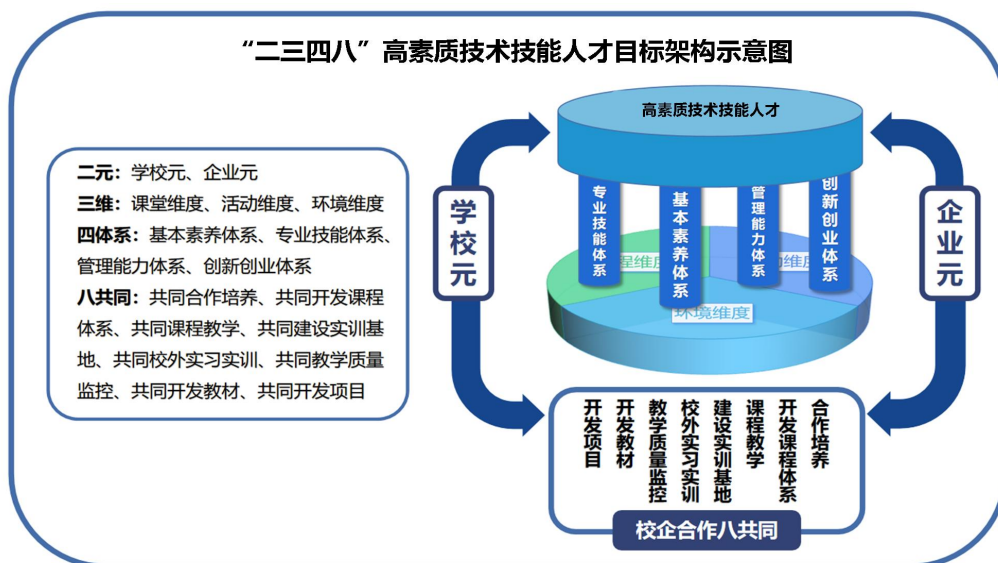 “二三四八”高素质技术技能人才目标架构示意图
二元：学校元、企业元
三维：课堂维度、活动维度、环境维度
四体系：基本素养体系、专业技能体系、
管理能力体系、创新创业体系
八共同：共同合作培养、共同开发课程
体系、共同课程教学、共同建设实训基
地、共同校外实习实训、共同教学质量
监控、共同开发教材、共同开发项目
高素质技术技能人才
学校元
专业技能体系
基本素养体系
管理能力体系
创新创业体系
企业元
程维度
维度
环境维度
开发项目
开发教材
教学质量监控
校外实习实训
建设实训基地
课程教学
开发课程体系
合作培养
校企合作八共同